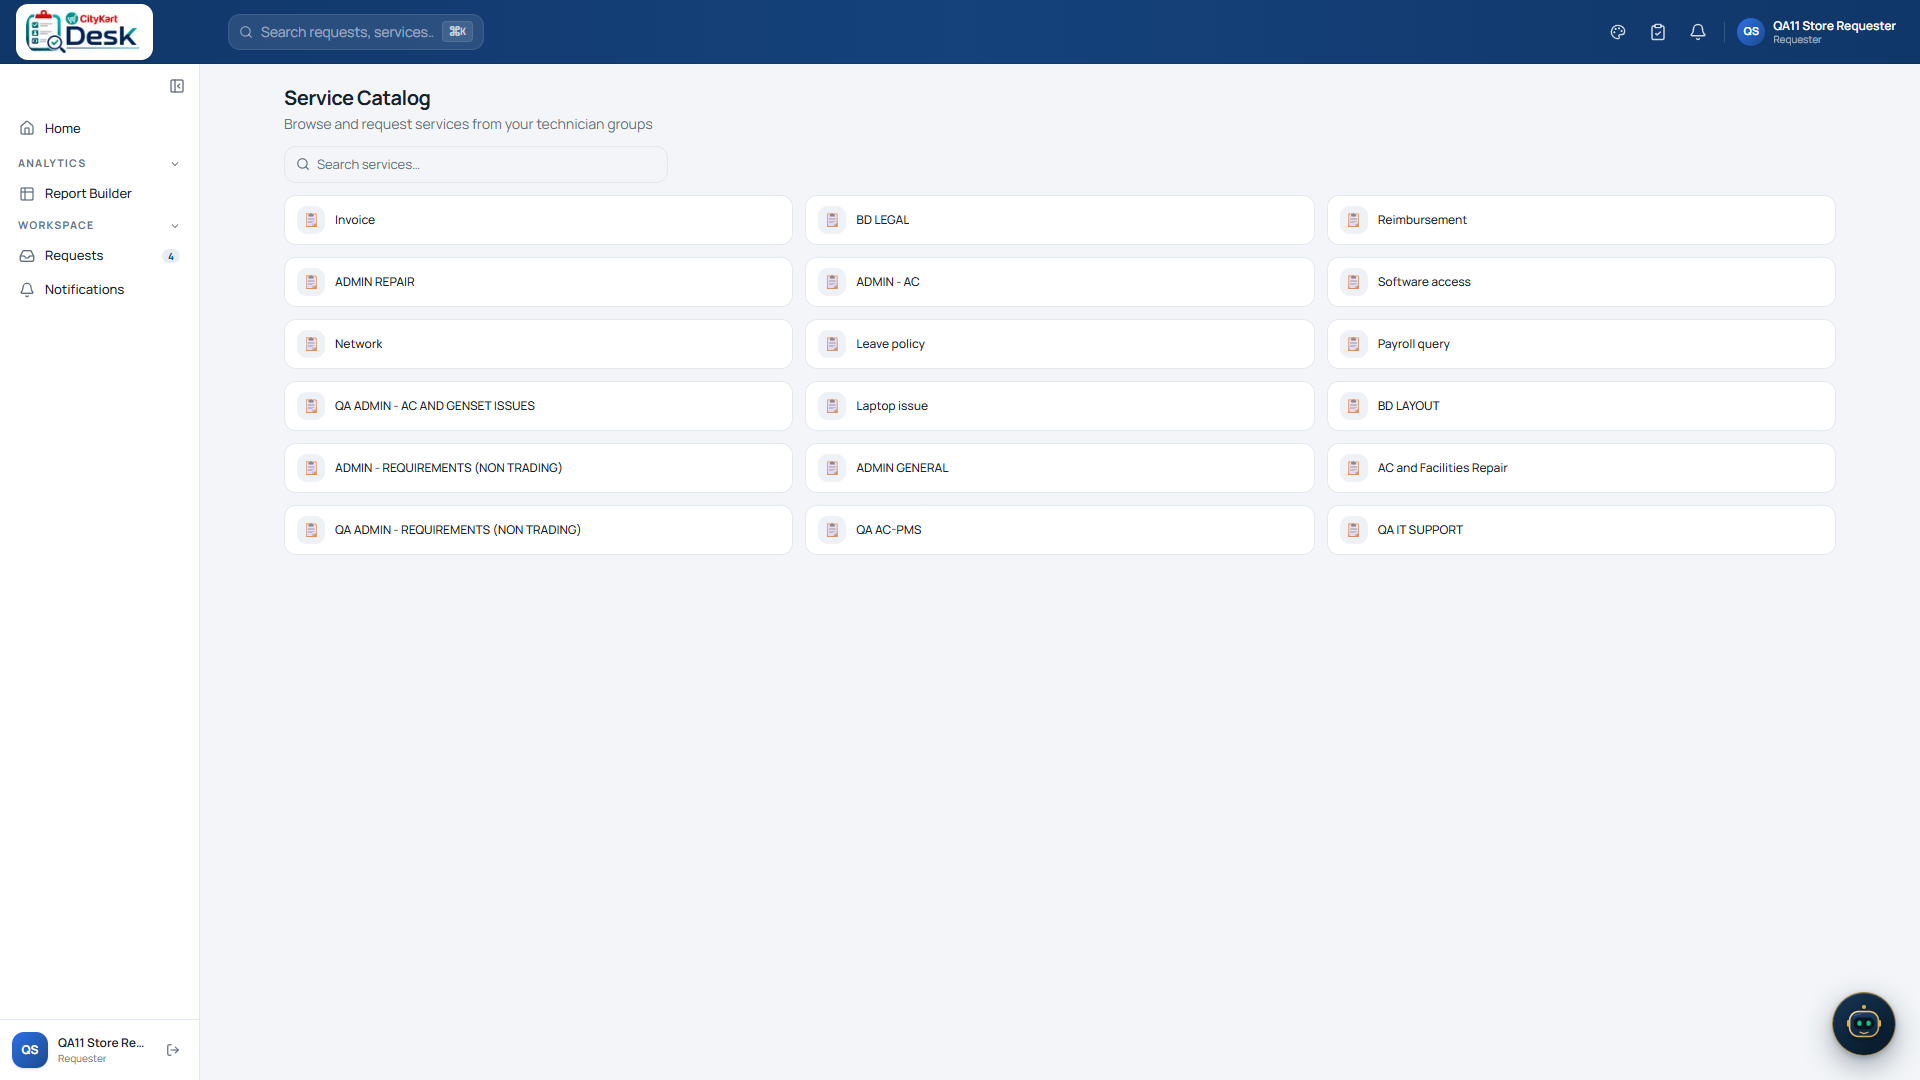 CityKart
Desk
Search requests, services..
⌘K
QS
QA11 Store Requester
Requester
Home
ANALYTICS
Report Builder
WORKSPACE
Requests
4
Notifications
Service Catalog
Browse and request services from your technician groups
Search services...
Invoice
BD LEGAL
Reimbursement
ADMIN REPAIR
ADMIN - AC
Software access
Network
Leave policy
Payroll query
QA ADMIN - AC AND GENSET ISSUES
Laptop issue
BD LAYOUT
ADMIN - REQUIREMENTS (NON TRADING)
ADMIN GENERAL
AC and Facilities Repair
QA ADMIN - REQUIREMENTS (NON TRADING)
QA AC-PMS
QA IT SUPPORT
QS
QA11 Store Re...
Requester